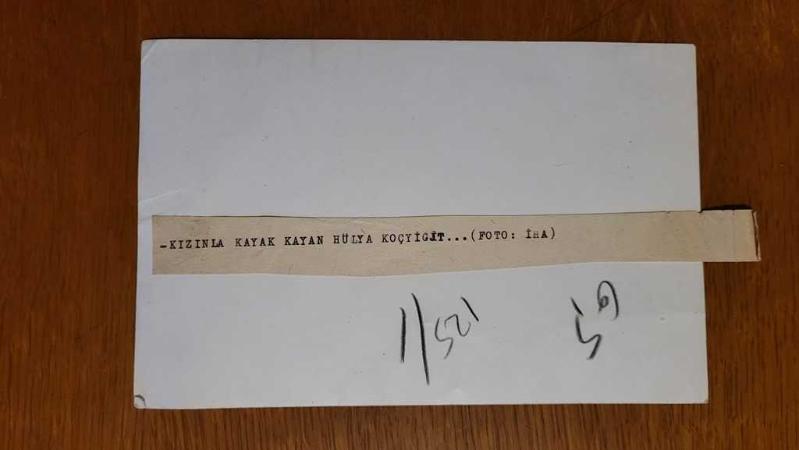 -KIZINLA KAYAK KAYAN HÜLYA KOÇYİGİT...(FOTO: İHA)